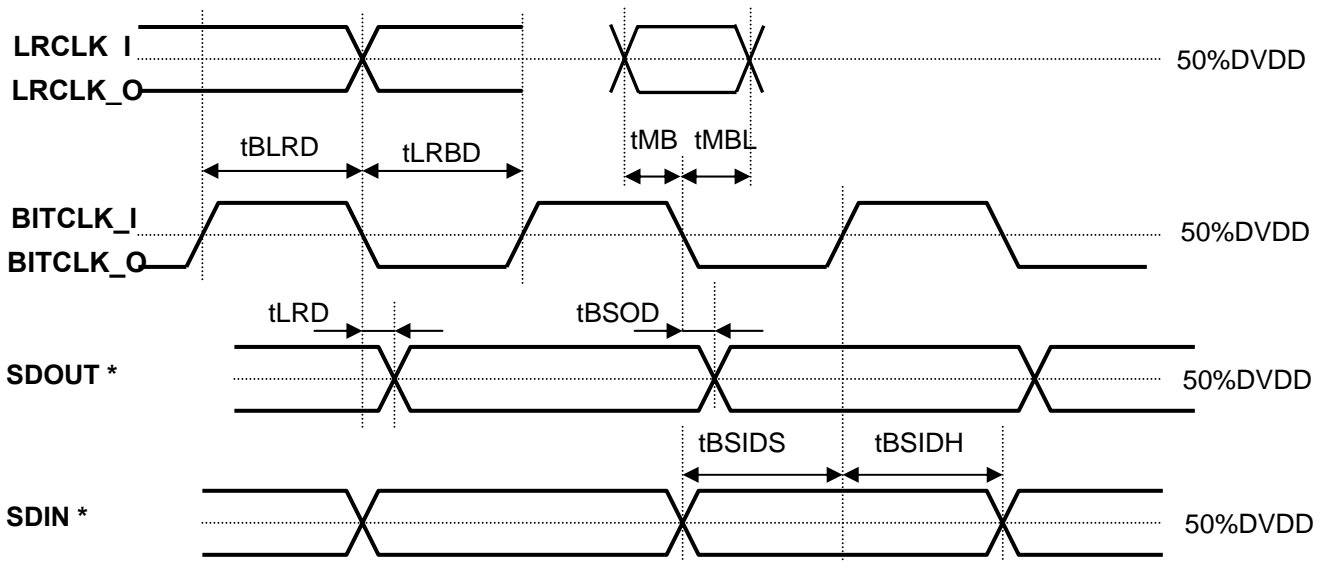 LRCLK_I
50%DVDD
LRCLK_O
tBLRD
tLRBD
tMB
tMBL
BITCLK_I
50%DVDD
BITCLK_O
tLRD
tBSOD
SDOUT *
50%DVDD
tBSIDS
tBSIDH
SDIN *
50%DVDD